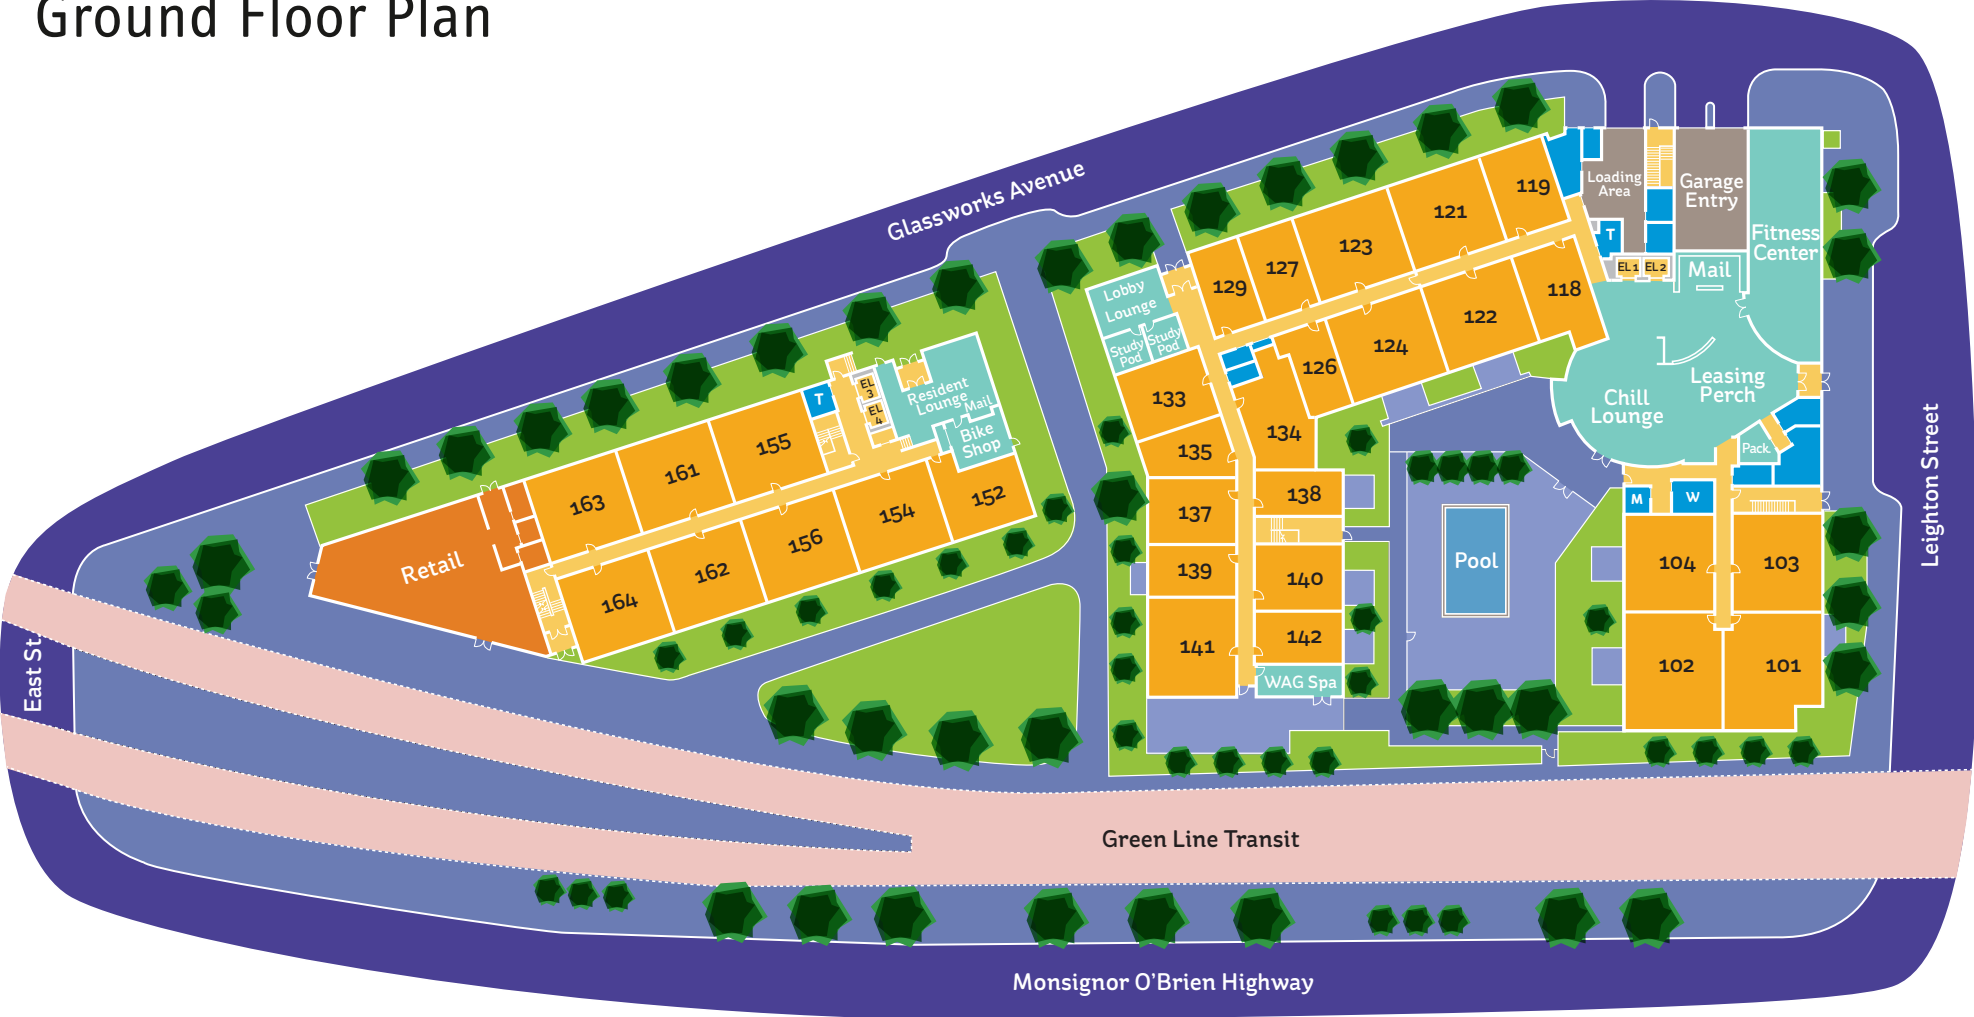 Ground Floor Plan
Glassworks Avenue
Leighton Street
East St.
Monsignor O'Brien Highway
Green Line Transit
Retail
163
161
155
T
EL
3
EL
4
Resident
Lounge
Mail
Bike
Shop
164
162
156
154
152
Lobby
Lounge
Study
Pod
Study
Pod
129
127
123
121
119
133
135
137
139
141
126
124
122
118
134
138
140
142
WAG Spa
Pool
Loading
Area
T
Garage
Entry
EL1
EL2
Mail
Fitness
Center
Chill
Lounge
Leasing
Perch
Pack.
M
W
104
103
102
101